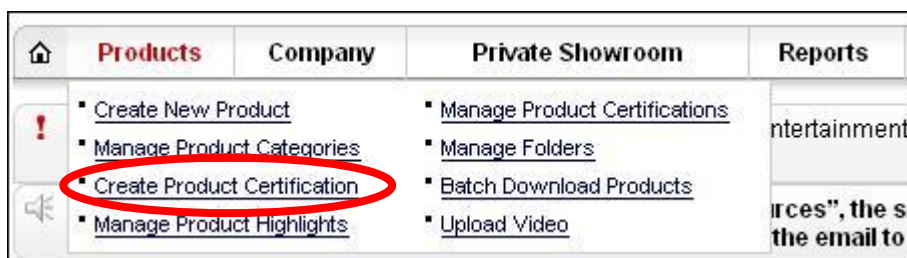 Products Company Private Showroom Reports
Create New Product
Manage Product Categories
Create Product Certification
Manage Product Highlights
Manage Product Certifications
Manage Folders
Batch Download Products
Upload Video
ntertainment
rces”, the s
the email to